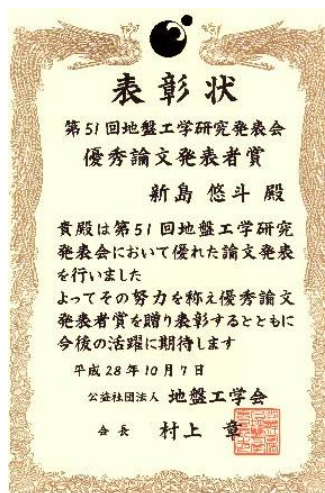 表彰状
第51回地盤工学研究発表会
優秀論文発表者賞
新島 悠斗 殿
貴殿は第51回地盤工学研究
発表会において優れた論文発表
を行いました
よってその努力を称え優秀論文
発表者賞を贈り表彰するとともに
今後の活躍に期待します
平成28年10月7日
公益社団法人 地盤工学会
会長 村上 章